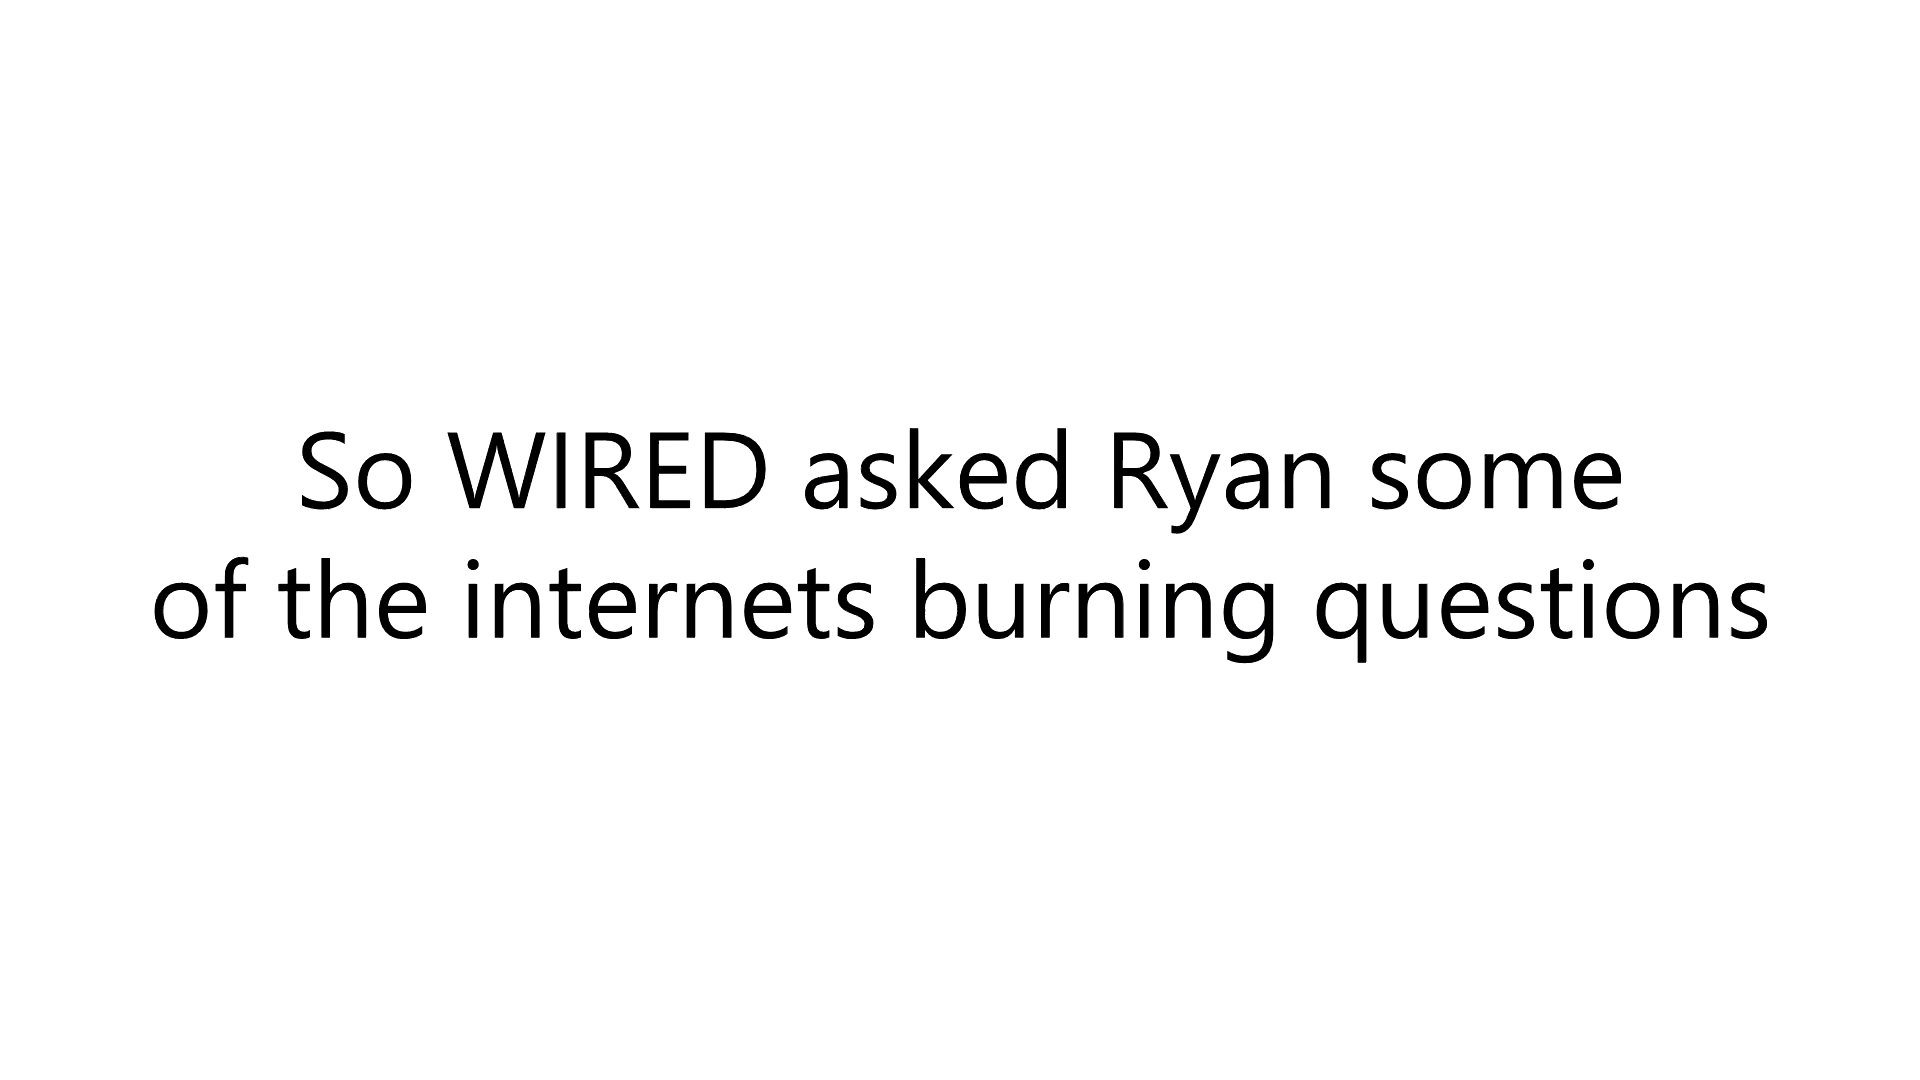 So WIRED asked Ryan some
of the internets burning questions